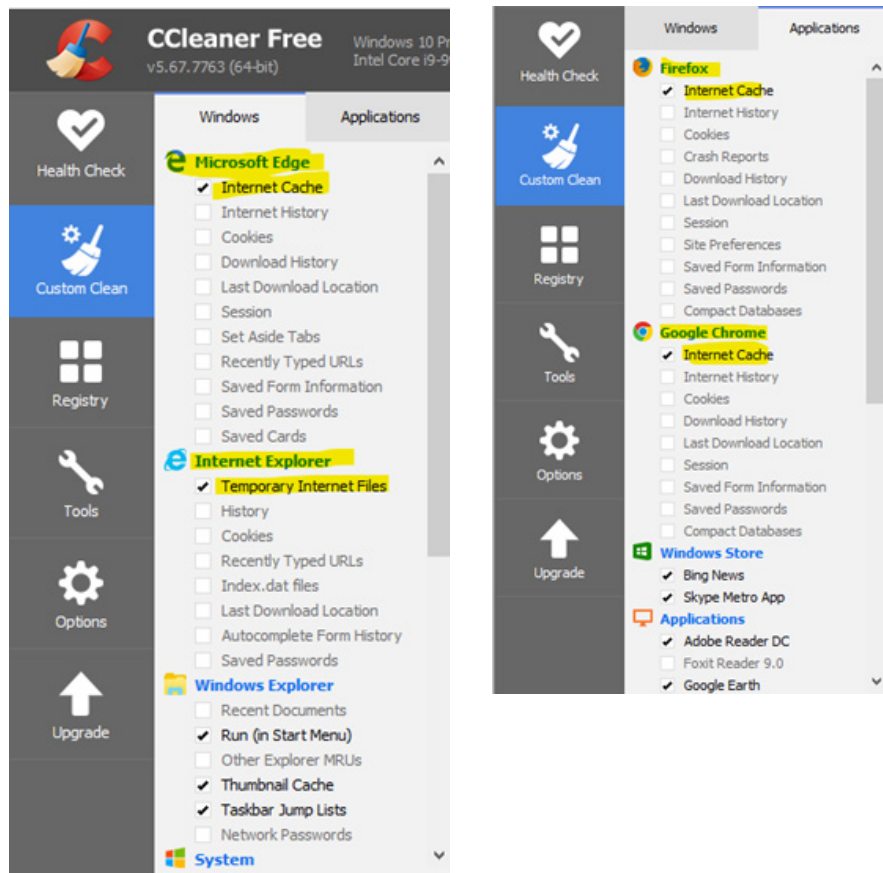 CCleaner Free
v5.67.7763 (64-bit)
Windows 10 Pr
Intel Core i9-9
Health Check
Custom Clean
Registry
Tools
Options
Upgrade
Windows Applications
Microsoft Edge
Internet Cache
Internet History
Cookies
Download History
Last Download Location
Session
Set Aside Tabs
Recently Typed URLs
Saved Form Information
Saved Passwords
Saved Cards
Internet Explorer
Temporary Internet Files
History
Cookies
Recently Typed URLs
Index.dat files
Last Download Location
Autocomplete Form History
Saved Passwords
Windows Explorer
Recent Documents
Run (in Start Menu)
Other Explorer MRUs
Thumbnail Cache
Taskbar Jump Lists
Network Passwords
System
Health Check
Custom Clean
Registry
Tools
Options
Upgrade
Windows Applications
Firefox
Internet Cache
Internet History
Cookies
Crash Reports
Download History
Last Download Location
Session
Site Preferences
Saved Form Information
Saved Passwords
Compact Databases
Google Chrome
Internet Cache
Internet History
Cookies
Download History
Last Download Location
Session
Saved Form Information
Saved Passwords
Compact Databases
Windows Store
Bing News
Skype Metro App
Applications
Adobe Reader DC
Foxit Reader 9.0
Google Earth